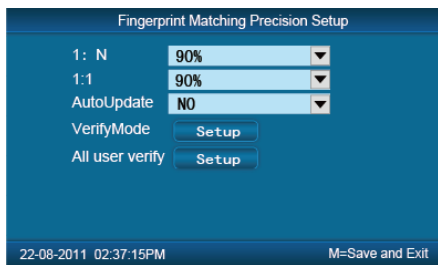 Fingerprint Matching Precision Setup
1: N 90%
1:1 90%
AutoUpdate NO
VerifyMode Setup
All user verify Setup
22-08-2011 02:37:15PM M=Save and Exit